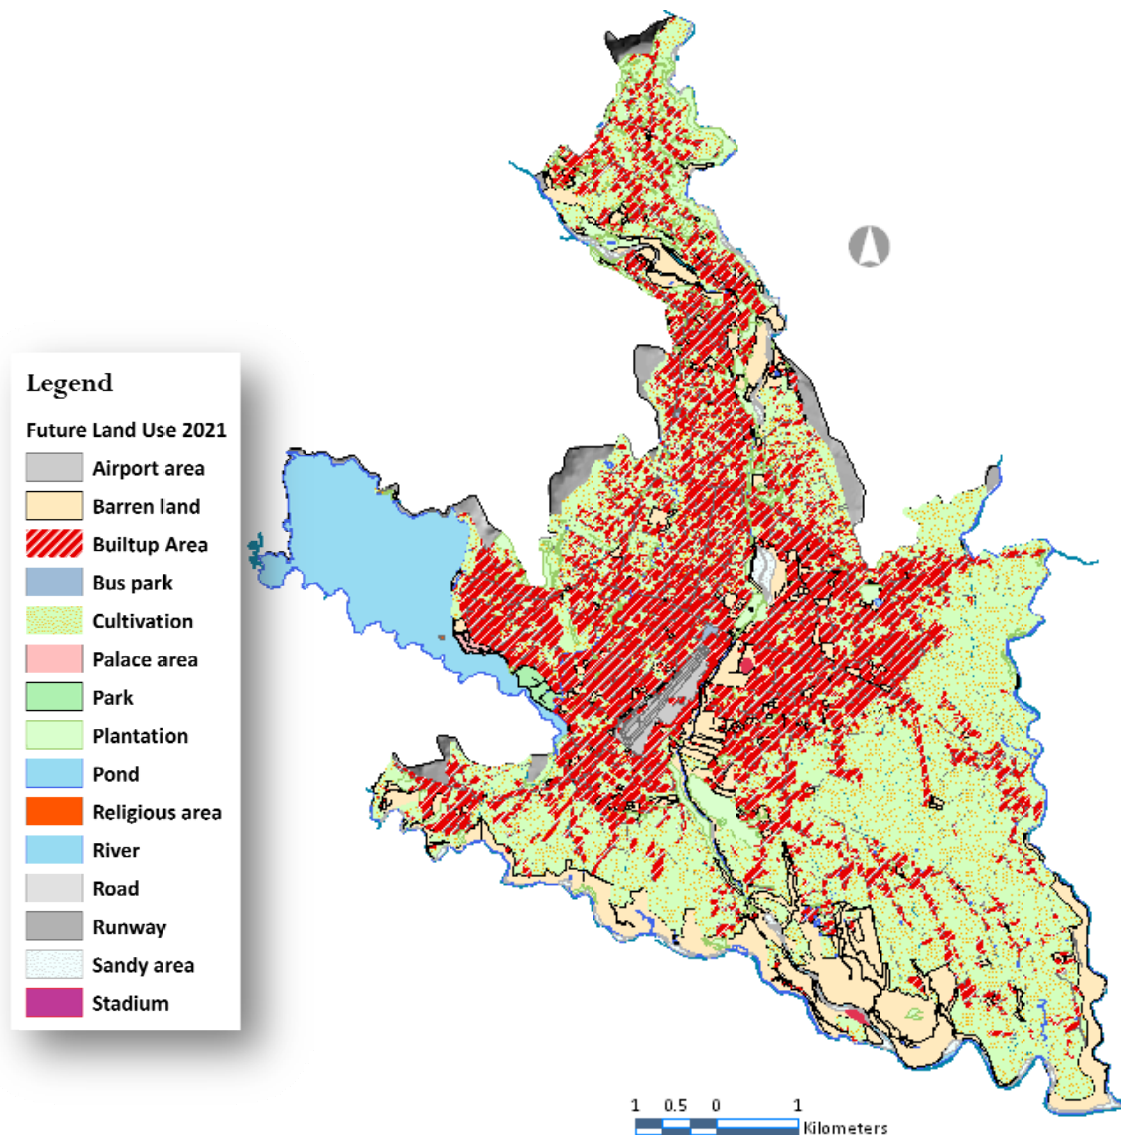 Legend
Future Land Use 2021
Airport area
Barren land
Builtup Area
Bus park
Cultivation
Palace area
Park
Plantation
Pond
Religious area
River
Road
Runway
Sandy area
Stadium
1 0.5 0 1
Kilometers